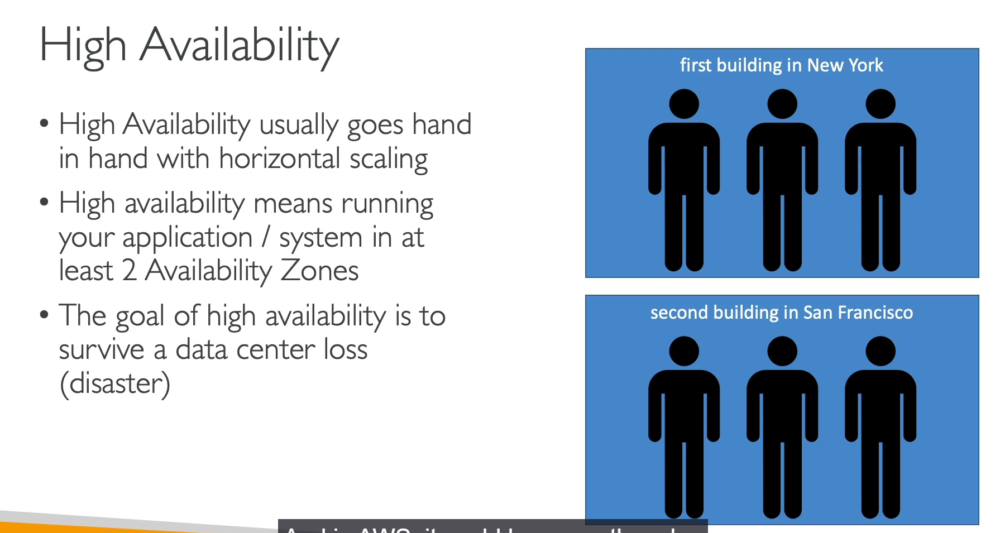 High Availability
• High Availability usually goes hand
in hand with horizontal scaling
• High availability means running
your application / system in at
least 2 Availability Zones
• The goal of high availability is to
survive a data center loss
(disaster)
first building in New York
second building in San Francisco